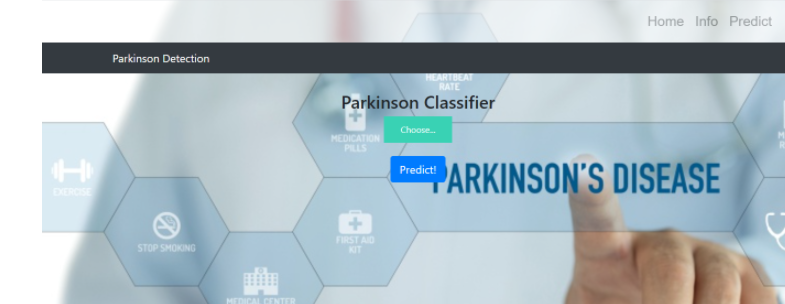 Home Info Predict
Parkinson Detection
HEARTBEAT
RATE
Parkinson Classifier
Choose...
MEDICATION
PILLS
Predict!
PARKINSON'S DISEASE
EXERCISE
STOP SMOKING
FIRST AID
KIT
MEDICAL CENTER